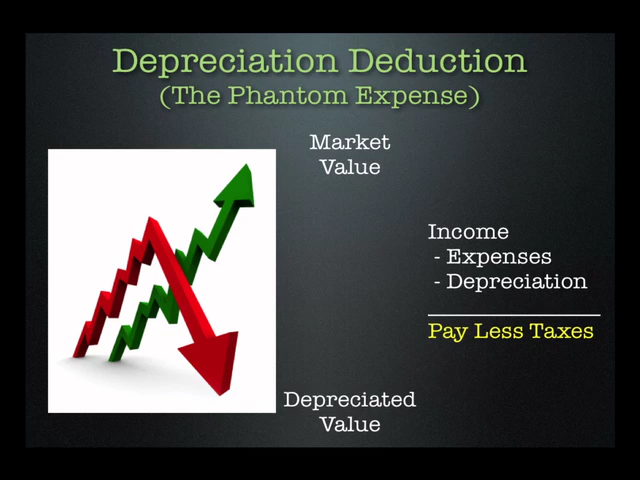 Depreciation Deduction
(The Phantom Expense)
Market
Value
Income
- Expenses
- Depreciation
Pay Less Taxes
Depreciated
Value